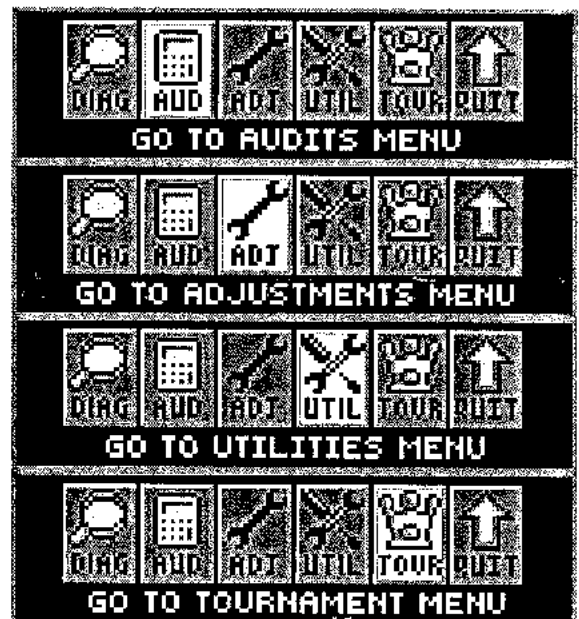 DIAG AUD ADJ UTIL TOUR QUIT
GO TO AUDITS MENU
DIAG AUD ADJ UTIL TOUR QUIT
GO TO ADJUSTMENTS MENU
DIAG AUD ADJ UTIL TOUR QUIT
GO TO UTILITIES MENU
DIAG AUD ADJ UTIL TOUR QUIT
GO TO TOURNAMENT MENU